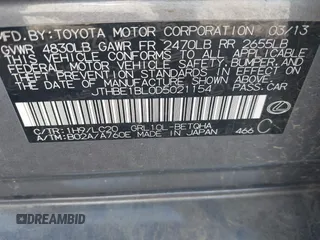 MFD. BY: TOYOTA MOTOR CORPORATION 03/13
GVWR 4830LB GAWR FR 2470LB RR 2655LB
THIS VEHICLE CONFORMS TO ALL APPLICABLE
FEDERAL MOTOR VEHICLE SAFETY, BUMPER, AND
THEFT PREVENTION STANDARDS IN EFFECT ON
THE DATE OF MANUFACTURE SHOWN ABOVE.
JTHBE1BL0D5021154 PASS. CAR
C/TR: 1H9/LC20 GRL10L-BETQHA
A/TM: B02A/A760E MADE IN JAPAN 466 C
DREAMBID